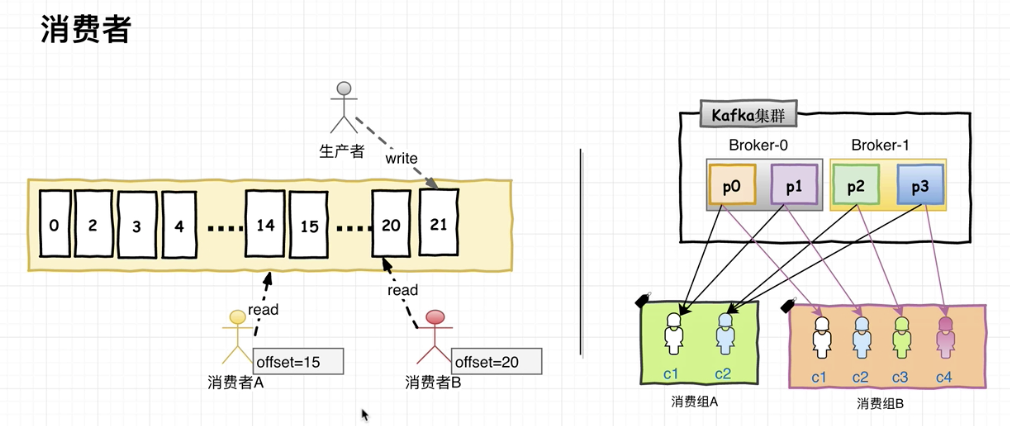 消费者
生产者
write
0
2
3
4
14
15
20
21
read
read
offset=15
offset=20
消费者A
消费者B
Kafka集群
Broker-0
Broker-1
p0
p1
p2
p3
c1
c2
c1
c2
c3
c4
消费组A
消费组B